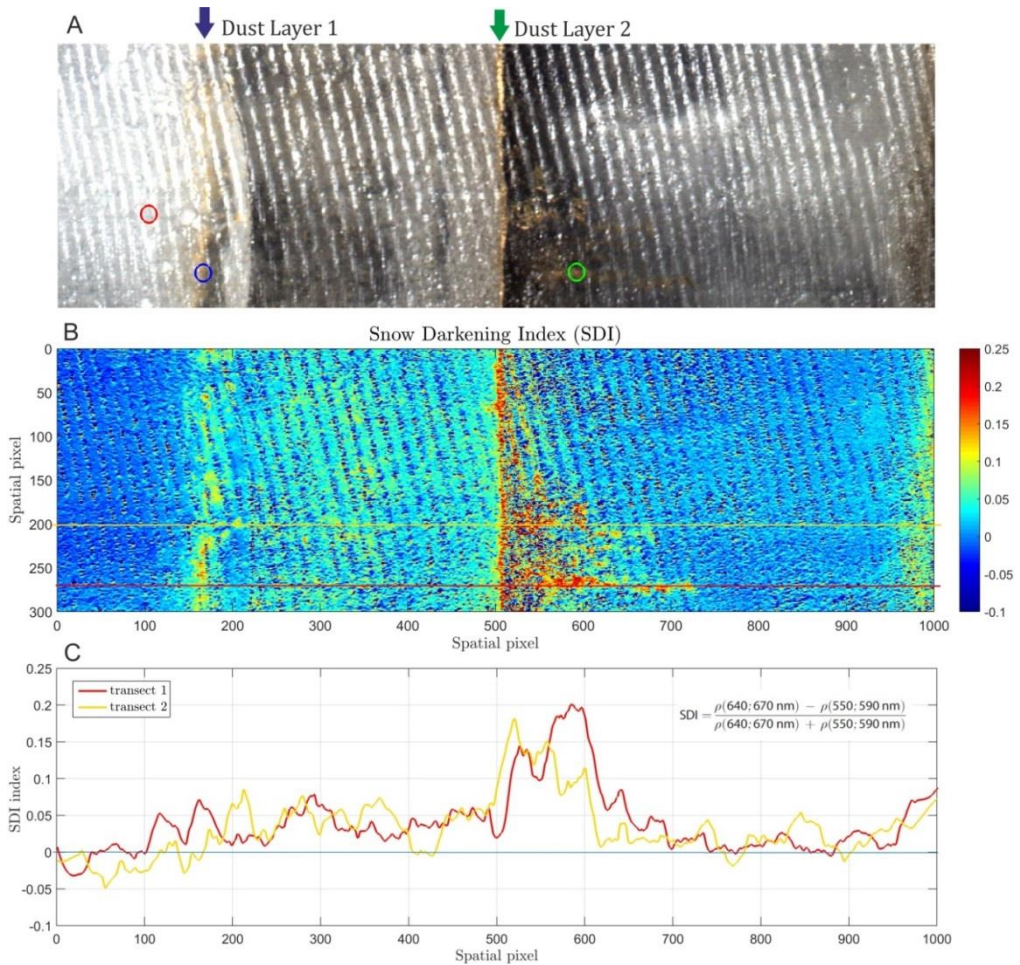 A
Dust Layer 1
Dust Layer 2
B
Snow Darkening Index (SDI)
0
50
100
150
200
250
300
Spatial pixel
0 100 200 300 400 500 600 700 800 900 1000
Spatial pixel
0.25
0.2
0.15
0.1
0.05
0
-0.05
-0.1
C
transect 1
transect 2
SDI = ρ(640;670 nm) − ρ(550;590 nm)
ρ(640;670 nm) + ρ(550;590 nm)
0.25
0.2
0.15
0.1
0.05
0
-0.05
-0.1
SDI index
0 100 200 300 400 500 600 700 800 900 1000
Spatial pixel